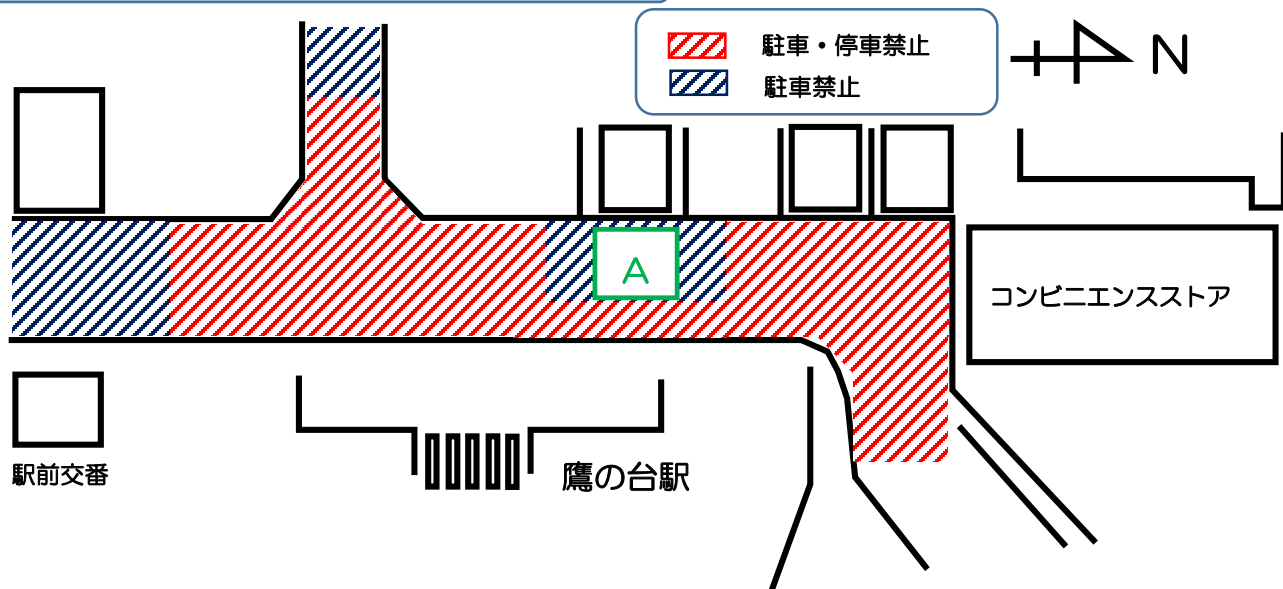 駐車・停車禁止
駐車禁止
N
A
コンビニエンスストア
駅前交番
鷹の台駅